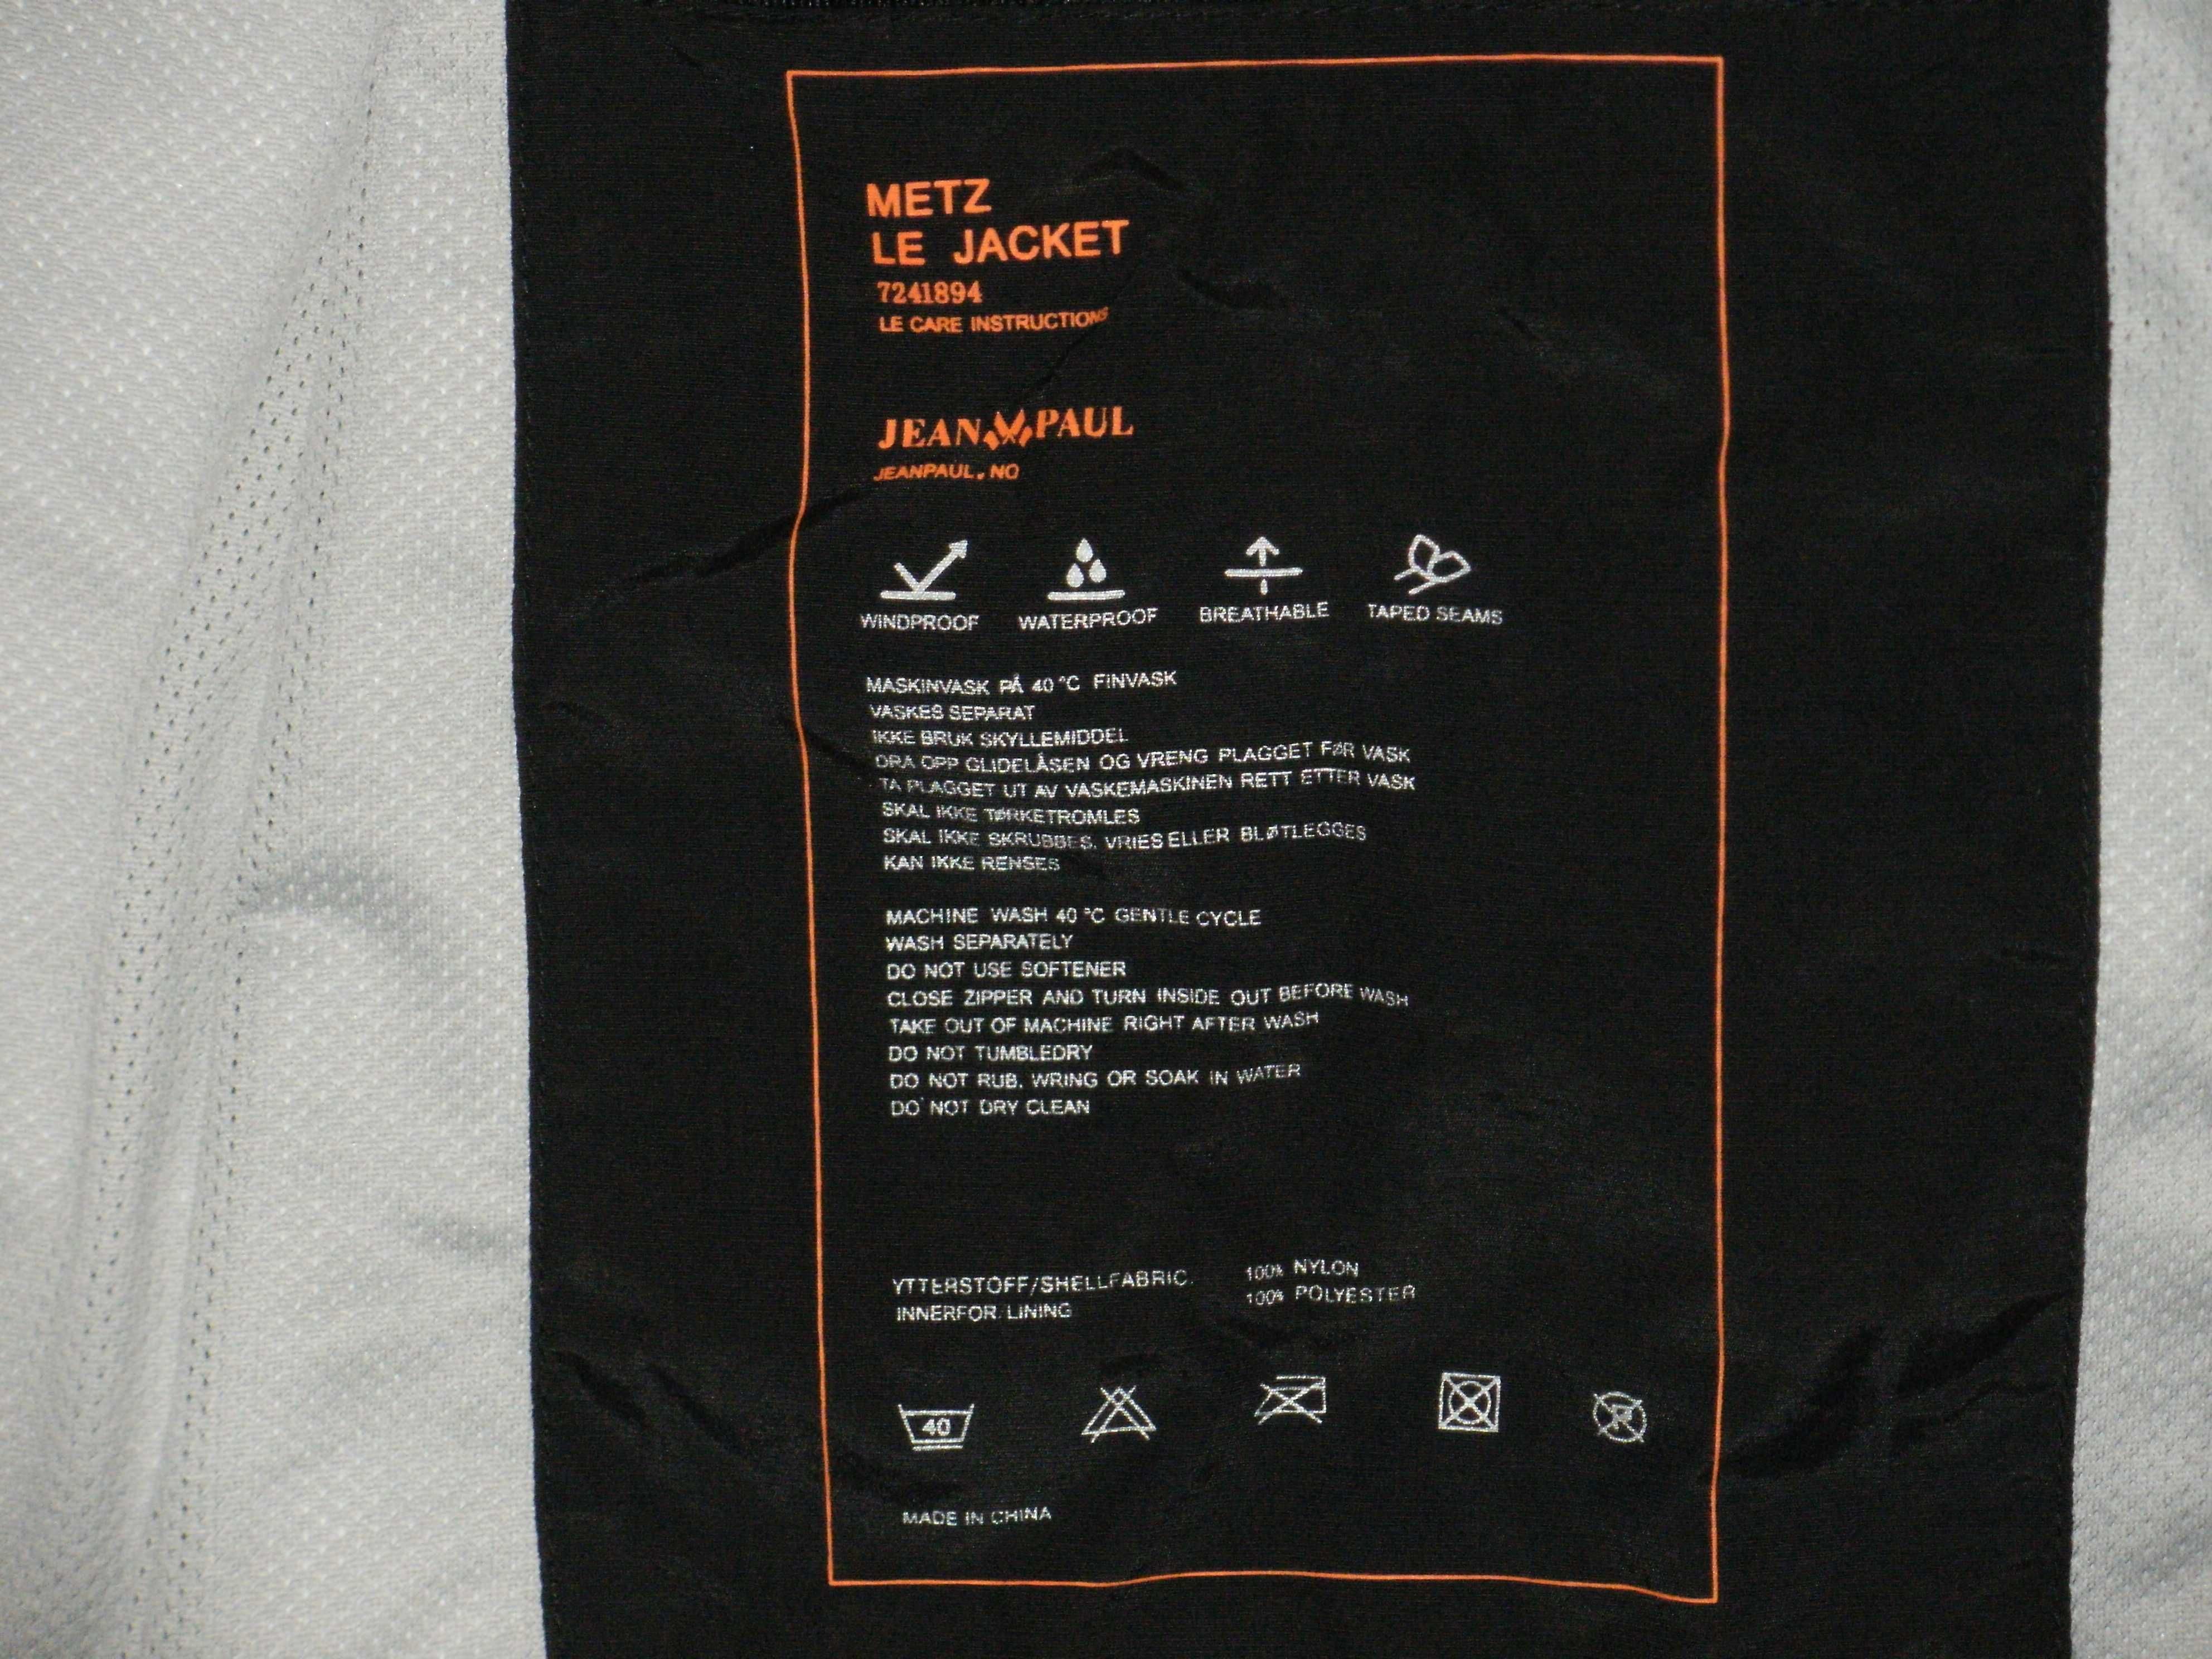 METZ
LE JACKET
7241894
LE CARE INSTRUCTIONS
JEAN PAUL
JEANPAUL.NO
WINDPROOF WATERPROOF BREATHABLE TAPED SEAMS
MASKINVASK PÅ 40 °C FINVASK
VASKES SEPARAT
IKKE BRUK SKYLLEMIDDEL
DRA OPP GLIDELÅSEN OG VRENG PLAGGET FØR VASK
TA PLAGGET UT AV VASKEMASKINEN RETT ETTER VASK
SKAL IKKE TØRKETROMLES
SKAL IKKE SKRUBBES, VRIES ELLER BLØTLEGGES
KAN IKKE RENSES
MACHINE WASH 40 °C GENTLE CYCLE
WASH SEPARATELY
DO NOT USE SOFTENER
CLOSE ZIPPER AND TURN INSIDE OUT BEFORE WASH
TAKE OUT OF MACHINE RIGHT AFTER WASH
DO NOT TUMBLEDRY
DO NOT RUB, WRING OR SOAK IN WATER
DO NOT DRY CLEAN
YTTERSTOFF/SHELLFABRIC: 100% NYLON
INNERFOR/LINING 100% POLYESTER
40
P
MADE IN CHINA